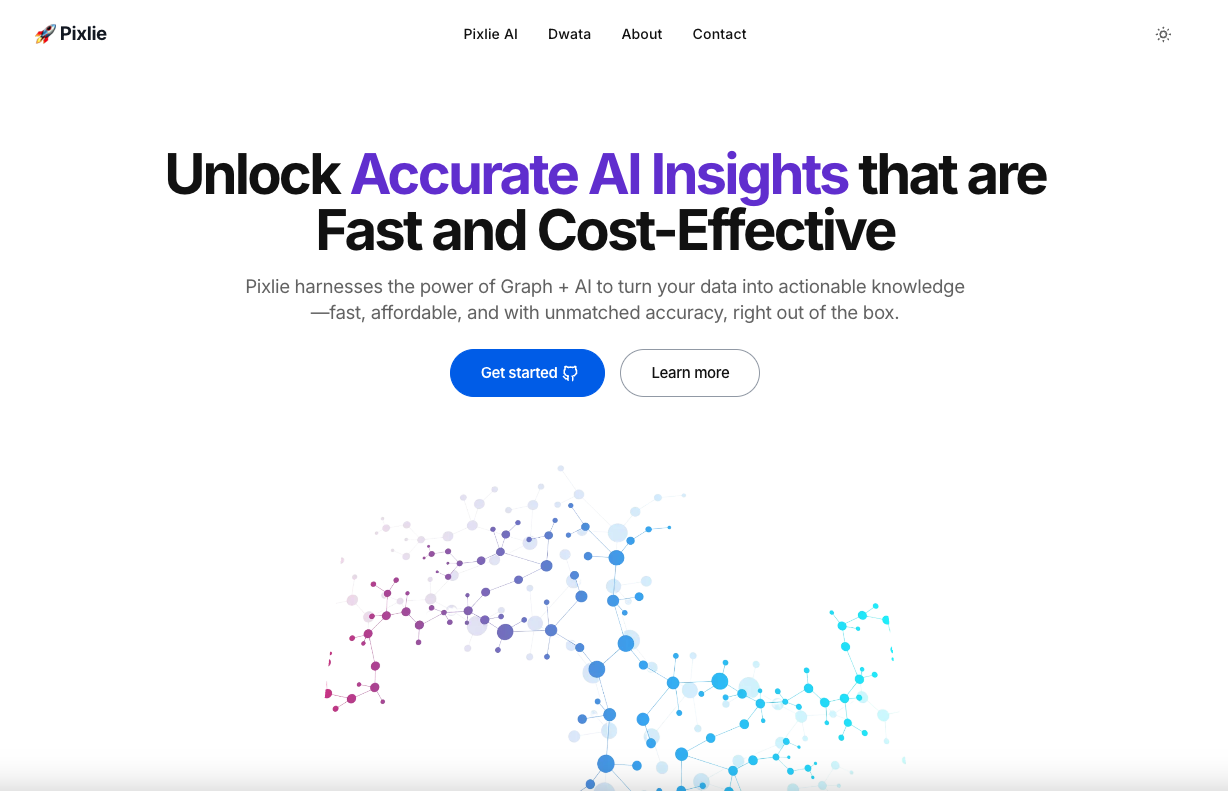 🚀 Pixlie
Pixlie AI
Dwata
About
Contact
Unlock Accurate AI Insights that are
Fast and Cost-Effective
Pixlie harnesses the power of Graph + AI to turn your data into actionable knowledge
—fast, affordable, and with unmatched accuracy, right out of the box.
Get started
Learn more